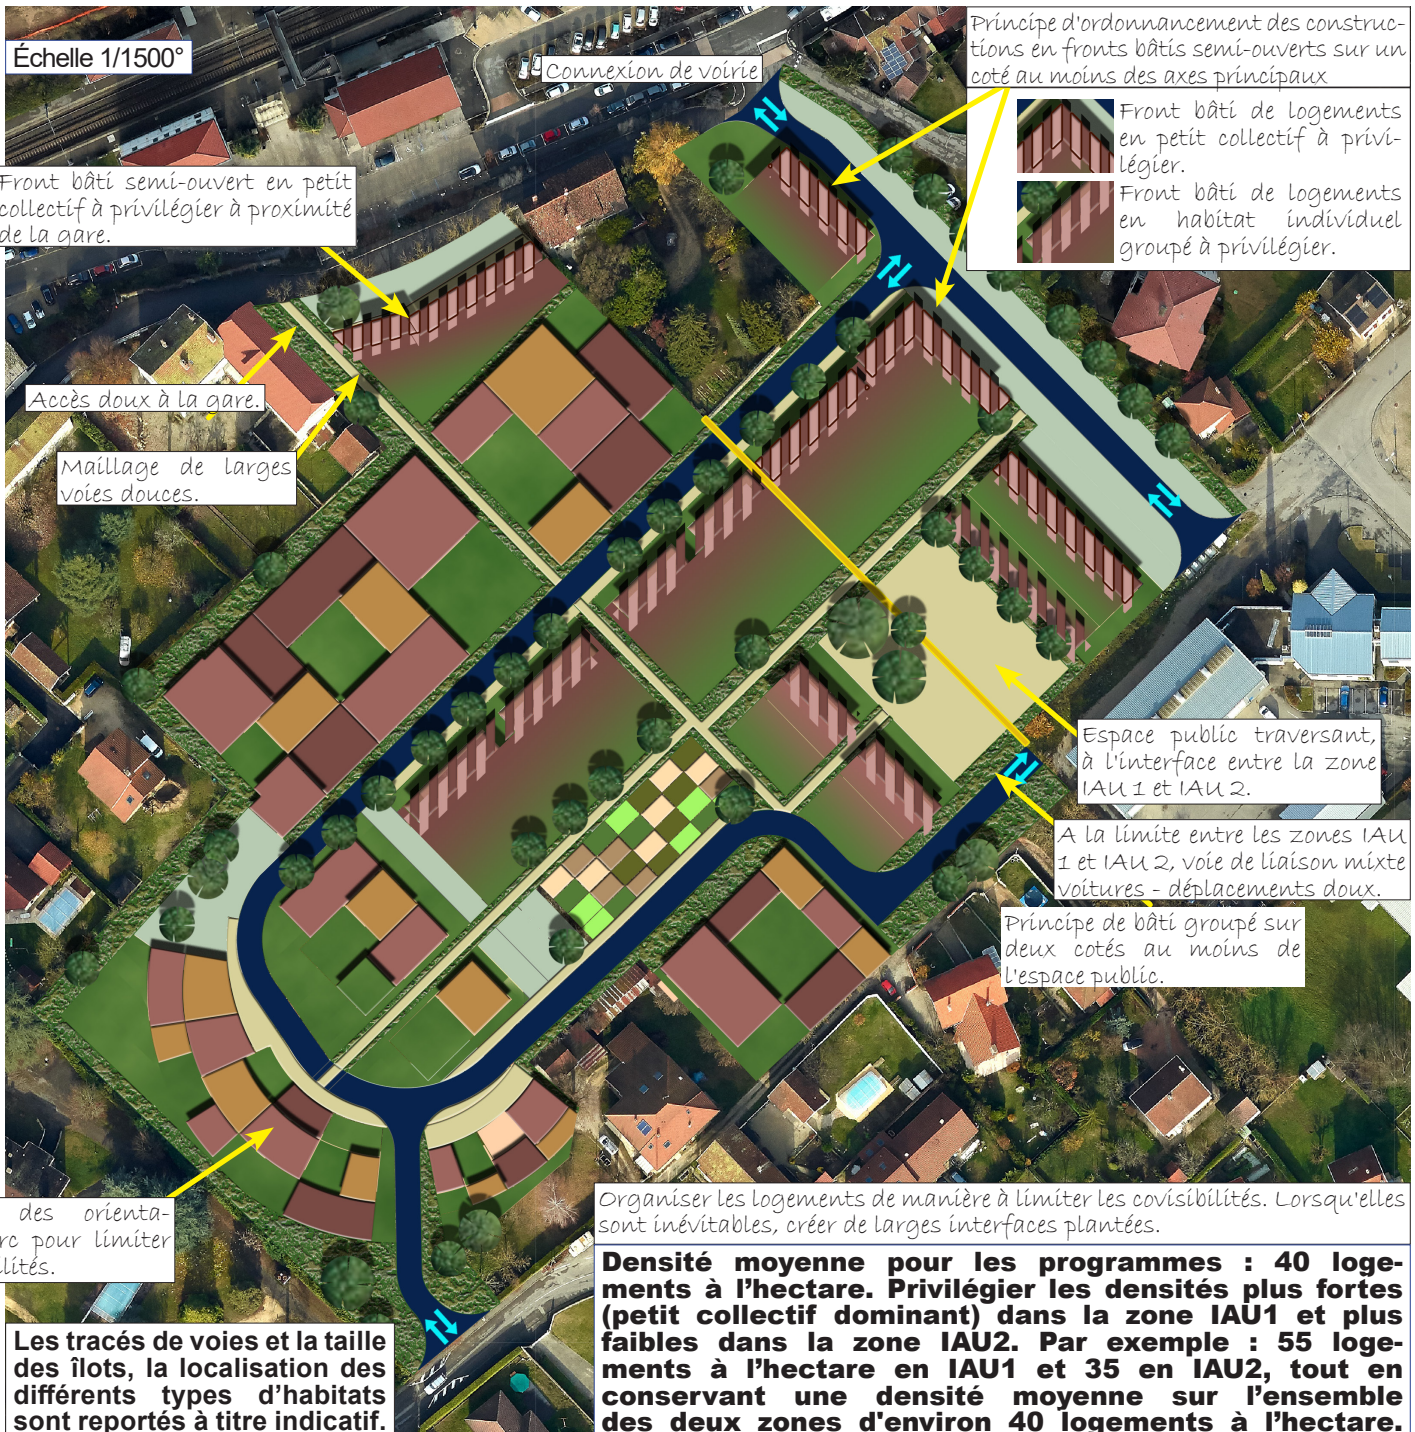 Échelle 1/1500°
Connexion de voirie
Principe d'ordonnancement des construc-
tions en fronts bâtis semi-ouverts sur un
coté au moins des axes principaux
Front bâti de logements
en petit collectif à privi-
légier.
Front bâti de logements
en habitat individuel
groupé à privilégier.
Front bâti semi-ouvert en petit
collectif à privilégier à proximité
de la gare.
Accès doux à la gare.
Maillage de larges
voies douces.
Espace public traversant,
à l'interface entre la zone
IAU 1 et IAU 2.
A la limite entre les zones IAU
1 et IAU 2, voie de liaison mixte
voitures - déplacements doux.
Principe de bâti groupé sur
deux cotés au moins de
l'espace public.
des orienta-
pour limiter
Organiser les logements de manière à limiter les covisibilités. Lorsqu'elles
sont inévitables, créer de larges interfaces plantées.
Densité moyenne pour les programmes : 40 loge-
ments à l'hectare. Privilégier les densités plus fortes
(petit collectif dominant) dans la zone IAU1 et plus
faibles dans la zone IAU2. Par exemple : 55 loge-
ments à l'hectare en IAU1 et 35 en IAU2, tout en
conservant une densité moyenne sur l'ensemble
des deux zones d'environ 40 logements à l'hectare.
Les tracés de voies et la taille
des îlots, la localisation des
différents types d'habitats
sont reportés à titre indicatif.